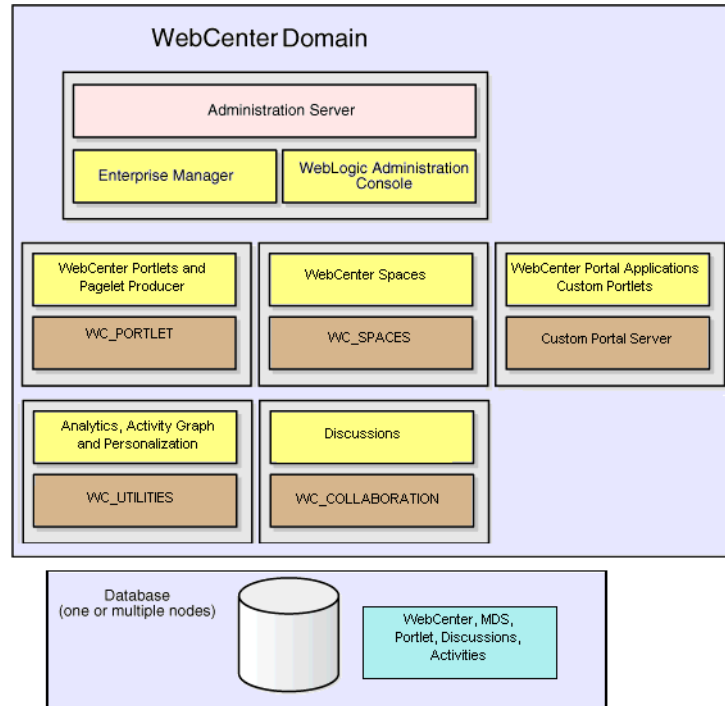 WebCenter Domain
Administration Server
Enterprise Manager
WebLogic Administration
Console
WebCenter Portlets and
Pagelet Producer
WC_PORTLET
WebCenter Spaces
WC_SPACES
WebCenter Portal Applications
Custom Portlets
Custom Portal Server
Analytics, Activity Graph
and Personalization
WC_UTILITIES
Discussions
WC_COLLABORATION
Database
(one or multiple nodes)
WebCenter, MDS,
Portlet, Discussions,
Activities